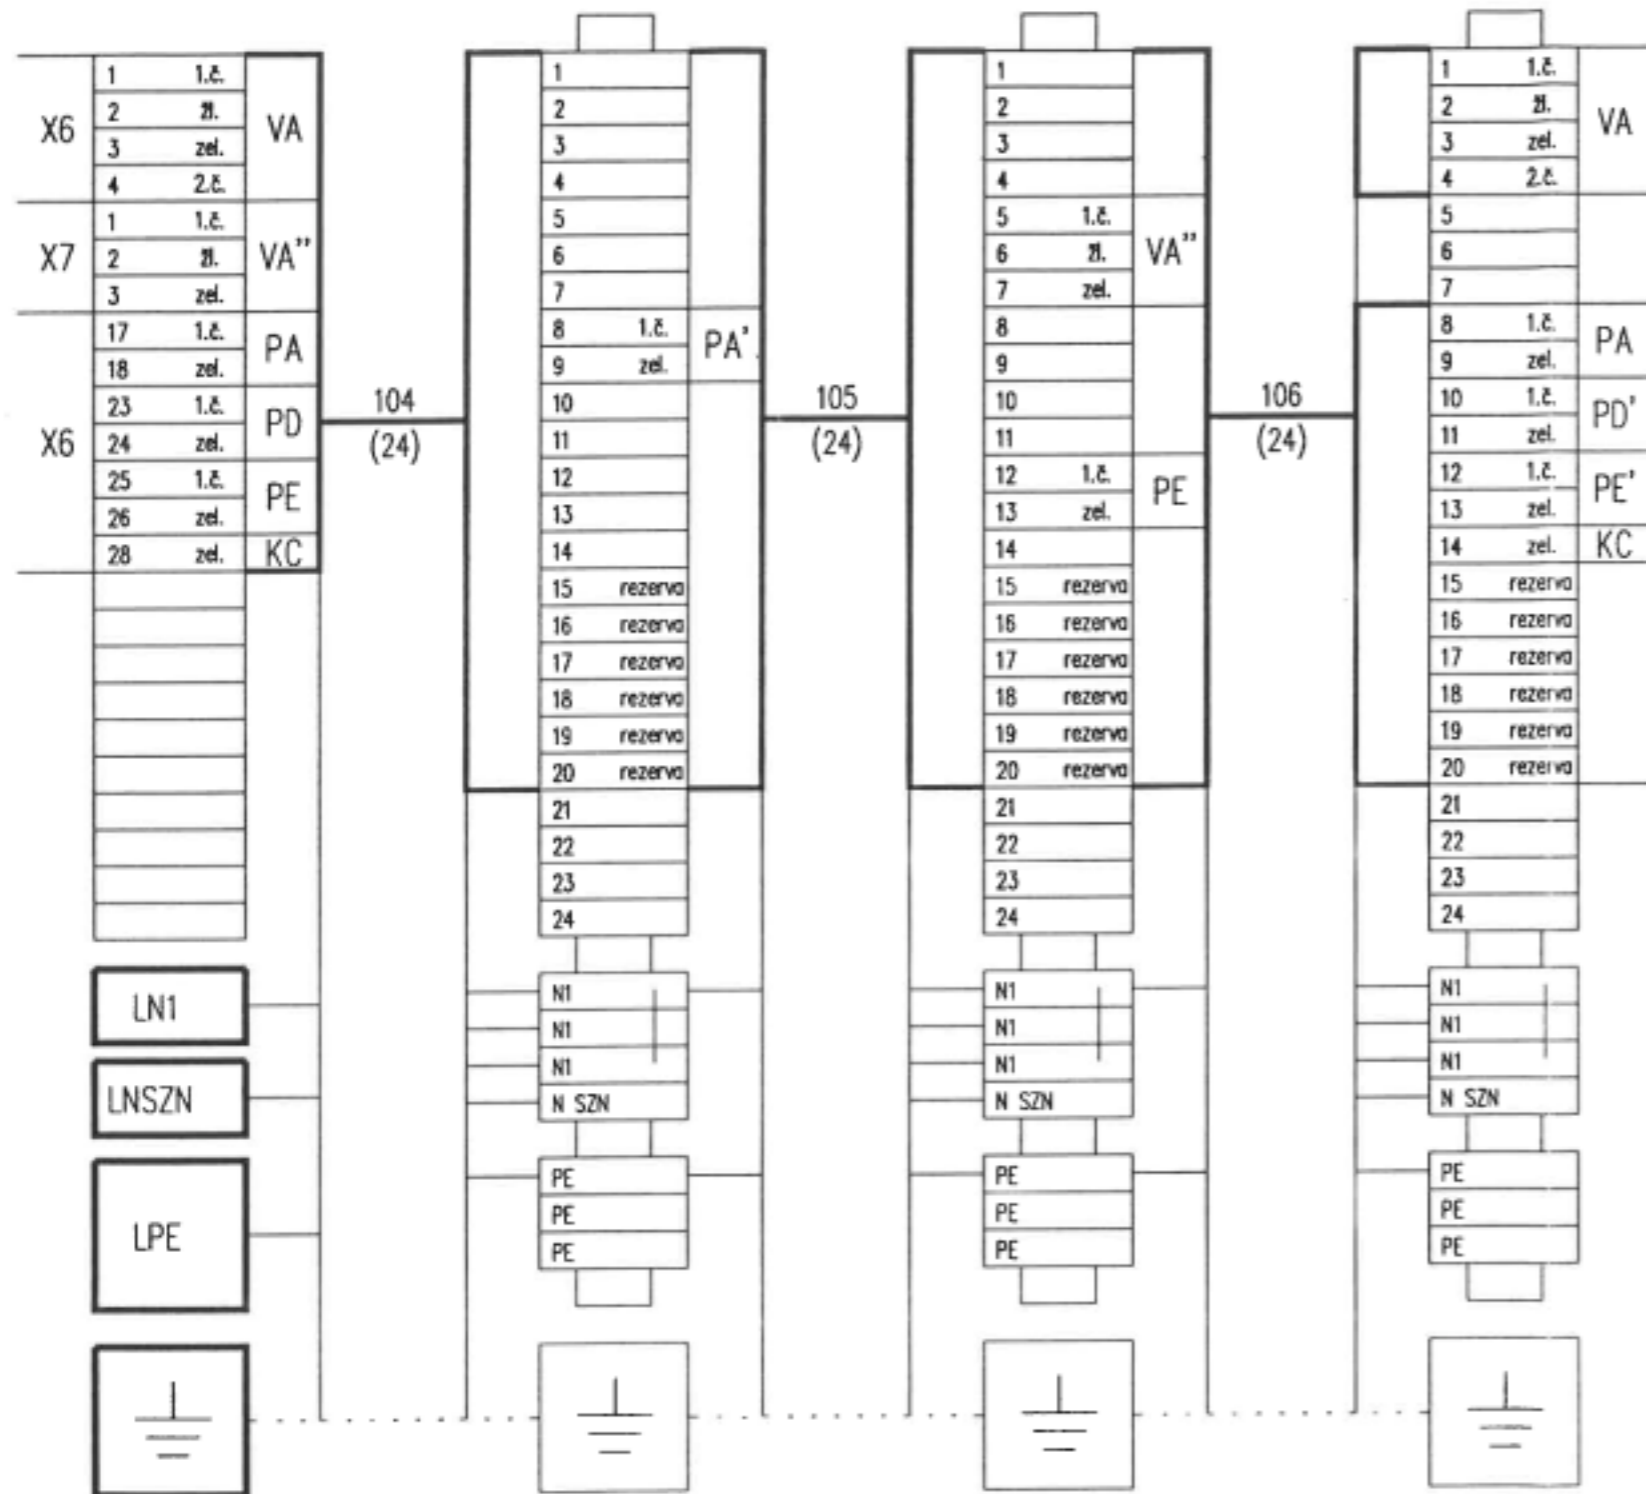 X6
1 1.č.
2 žl.
3 zel.
4 2.č.
VA
X7
1 1.č.
2 žl.
3 zel.
VA''
X6
17 1.č.
18 zel.
PA
23 1.č.
24 zel.
PD
25 1.č.
26 zel.
PE
28 zel.
KC
LN1
LNSZN
LPE
104
(24)
1
2
3
4
5
6
7
8 1.č.
9 zel.
PA'
10
11
12
13
14
15 rezerva
16 rezerva
17 rezerva
18 rezerva
19 rezerva
20 rezerva
21
22
23
24
N1
N1
N1
N SZN
PE
PE
PE
105
(24)
1
2
3
4
5 1.č.
6 žl.
7 zel.
VA''
8
9
10
11
12 1.č.
13 zel.
PE
14
15 rezerva
16 rezerva
17 rezerva
18 rezerva
19 rezerva
20 rezerva
21
22
23
24
N1
N1
N1
N SZN
PE
PE
PE
106
(24)
1 1.č.
2 žl.
3 zel.
4 2.č.
VA
5
6
7
8 1.č.
9 zel.
PA
10 1.č.
11 zel.
PD'
12 1.č.
13 zel.
PE'
14 zel.
KC
15 rezerva
16 rezerva
17 rezerva
18 rezerva
19 rezerva
20 rezerva
21
22
23
24
N1
N1
N1
N SZN
PE
PE
PE